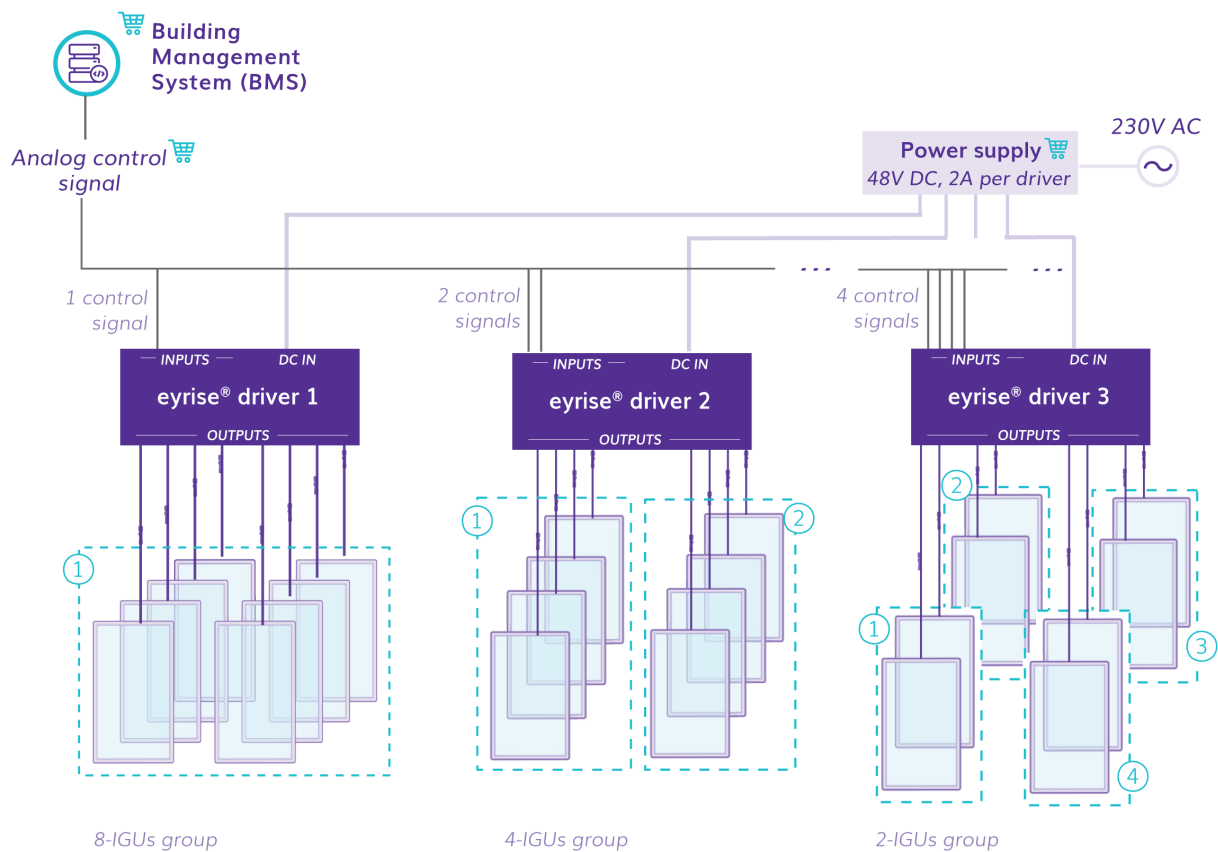 Building
Management
System (BMS)
Analog control
signal
230V AC
Power supply
48V DC, 2A per driver
1 control
signal
2 control
signals
4 control
signals
INPUTS DC IN
eyrise® driver 1
OUTPUTS
INPUTS DC IN
eyrise® driver 2
OUTPUTS
INPUTS DC IN
eyrise® driver 3
OUTPUTS
1
1
2
1
2
3
4
8-IGUs group
4-IGUs group
2-IGUs group